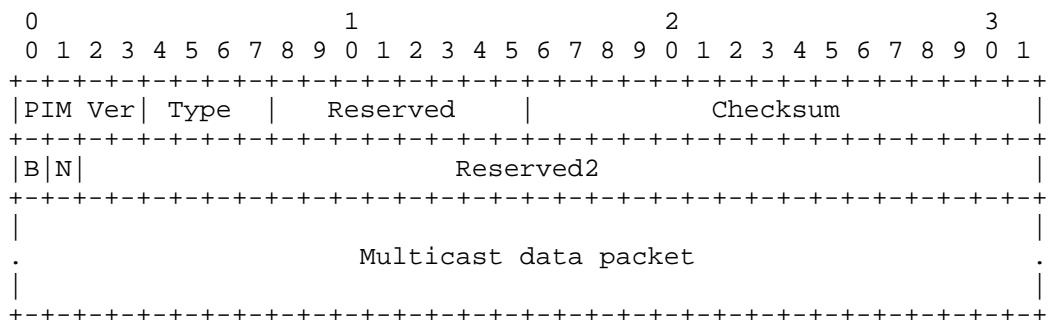 0                   1                   2                   3
 0 1 2 3 4 5 6 7 8 9 0 1 2 3 4 5 6 7 8 9 0 1 2 3 4 5 6 7 8 9 0 1
+-+-+-+-+-+-+-+-+-+-+-+-+-+-+-+-+-+-+-+-+-+-+-+-+-+-+-+-+-+-+-+-+
|PIM Ver| Type  |   Reserved    |           Checksum            |
+-+-+-+-+-+-+-+-+-+-+-+-+-+-+-+-+-+-+-+-+-+-+-+-+-+-+-+-+-+-+-+-+
|B|N|                       Reserved2                           |
+-+-+-+-+-+-+-+-+-+-+-+-+-+-+-+-+-+-+-+-+-+-+-+-+-+-+-+-+-+-+-+-+
|                                                               |
.                     Multicast data packet                     .
|                                                               |
+-+-+-+-+-+-+-+-+-+-+-+-+-+-+-+-+-+-+-+-+-+-+-+-+-+-+-+-+-+-+-+-+